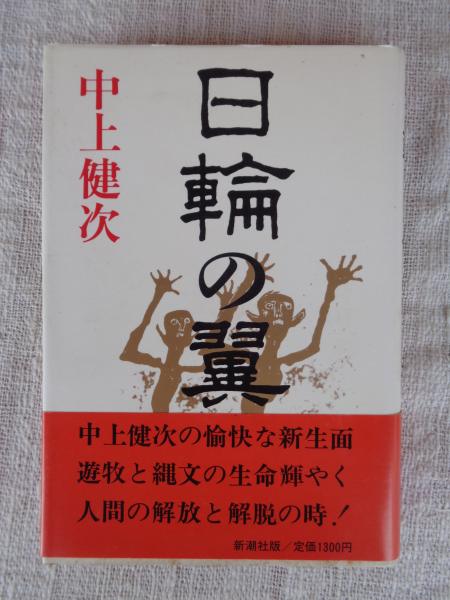 日輪の翼
中上健次
中上健次の愉快な新生面
遊牧と縄文の生命輝やく
人間の解放と解脱の時！
新潮社版／定価1300円